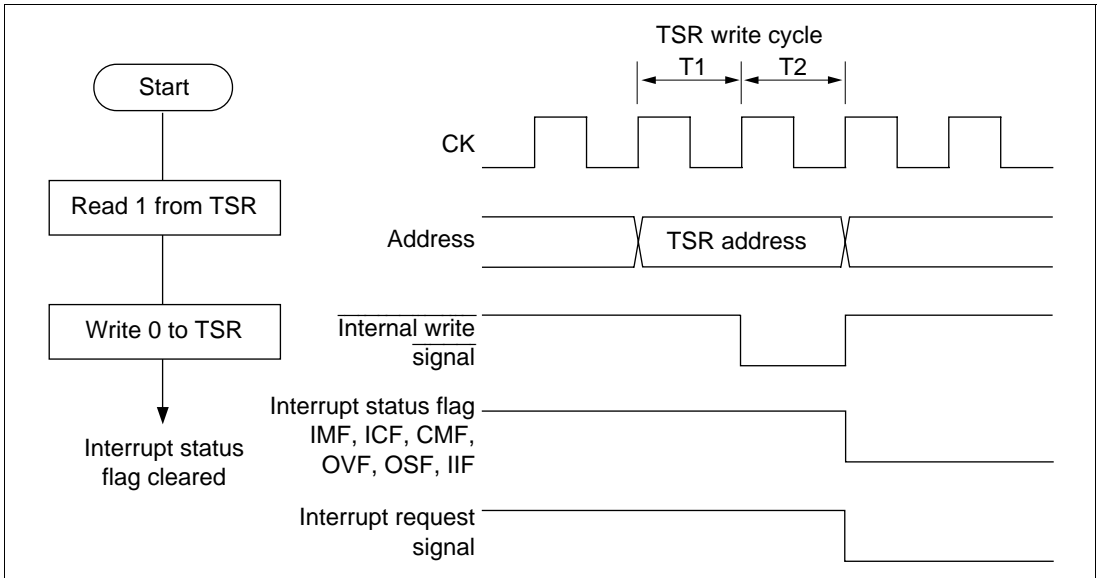 Start
Read 1 from TSR
Write 0 to TSR
Interrupt status
flag cleared
TSR write cycle
T1
T2
CK
Address
TSR address
Internal write
signal
Interrupt status flag
IMF, ICF, CMF,
OVF, OSF, IIF
Interrupt request
signal